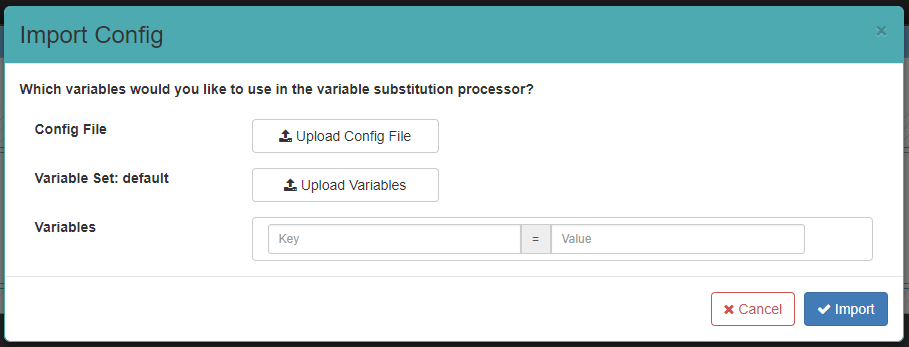 Import Config
×
Which variables would you like to use in the variable substitution processor?
Config File
Upload Config File
Variable Set: default
Upload Variables
Variables
Key = Value
Cancel Import